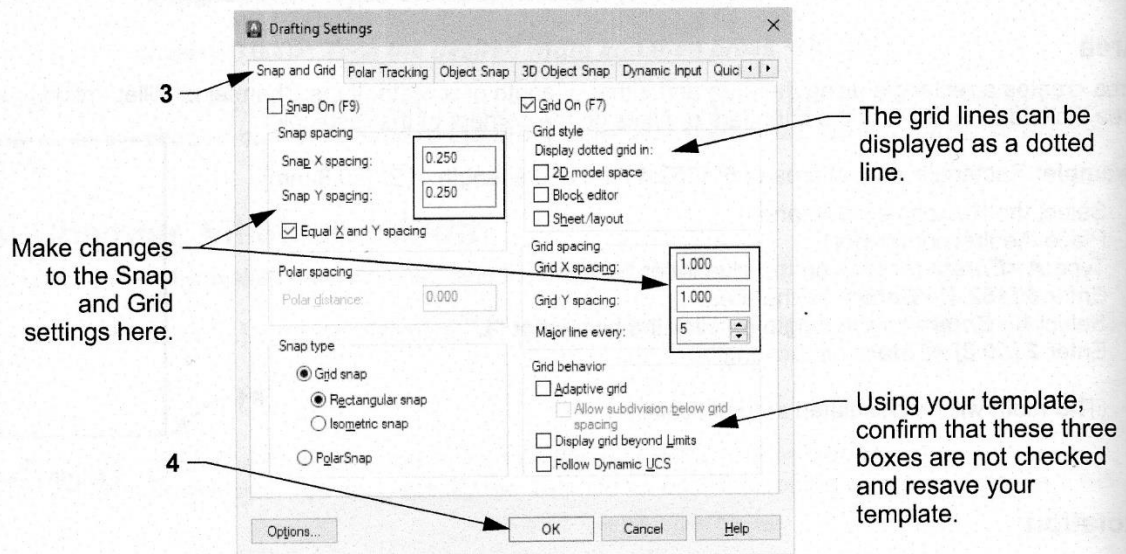 Drafting Settings
Snap and Grid Polar Tracking Object Snap 3D Object Snap Dynamic Input Quic
3
Snap On (F9)
Snap spacing
Snap X spacing: 0.250
Snap Y spacing: 0.250
Equal X and Y spacing
Polar spacing
Polar distance: 0.000
Snap type
Grid snap
Rectangular snap
Isometric snap
PolarSnap
Grid On (F7)
Grid style
Display dotted grid in:
2D model space
Block editor
Sheet/layout
Grid spacing
Grid X spacing: 1.000
Grid Y spacing: 1.000
Major line every: 5
Grid behavior
Adaptive grid
Allow subdivision below grid
spacing
Display grid beyond Limits
Follow Dynamic UCS
4
Options... OK Cancel Help
Make changes
to the Snap
and Grid
settings here.
The grid lines can be
displayed as a dotted
line.
Using your template,
confirm that these three
boxes are not checked
and resave your
template.